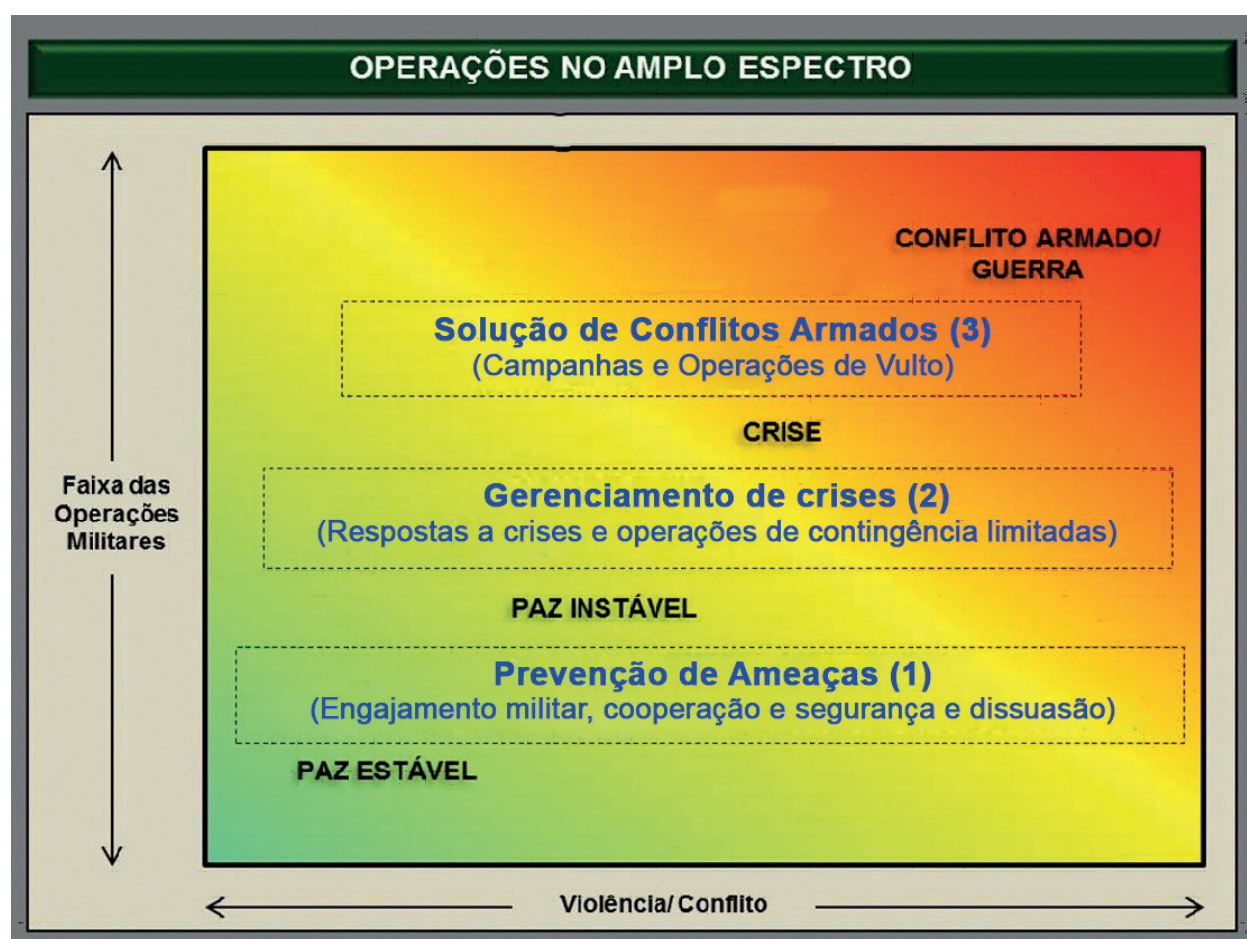 OPERAÇÕES NO AMPLO ESPECTRO
CONFLITO ARMADO/
GUERRA
Solução de Conflitos Armados (3)
(Campanhas e Operações de Vulto)
CRISE
Faixa das
Operações
Militares
Gerenciamento de crises (2)
(Respostas a crises e operações de contingência limitadas)
PAZ INSTÁVEL
Prevenção de Ameaças (1)
(Engajamento militar, cooperação e segurança e dissuasão)
PAZ ESTÁVEL
Violência/ Conflito